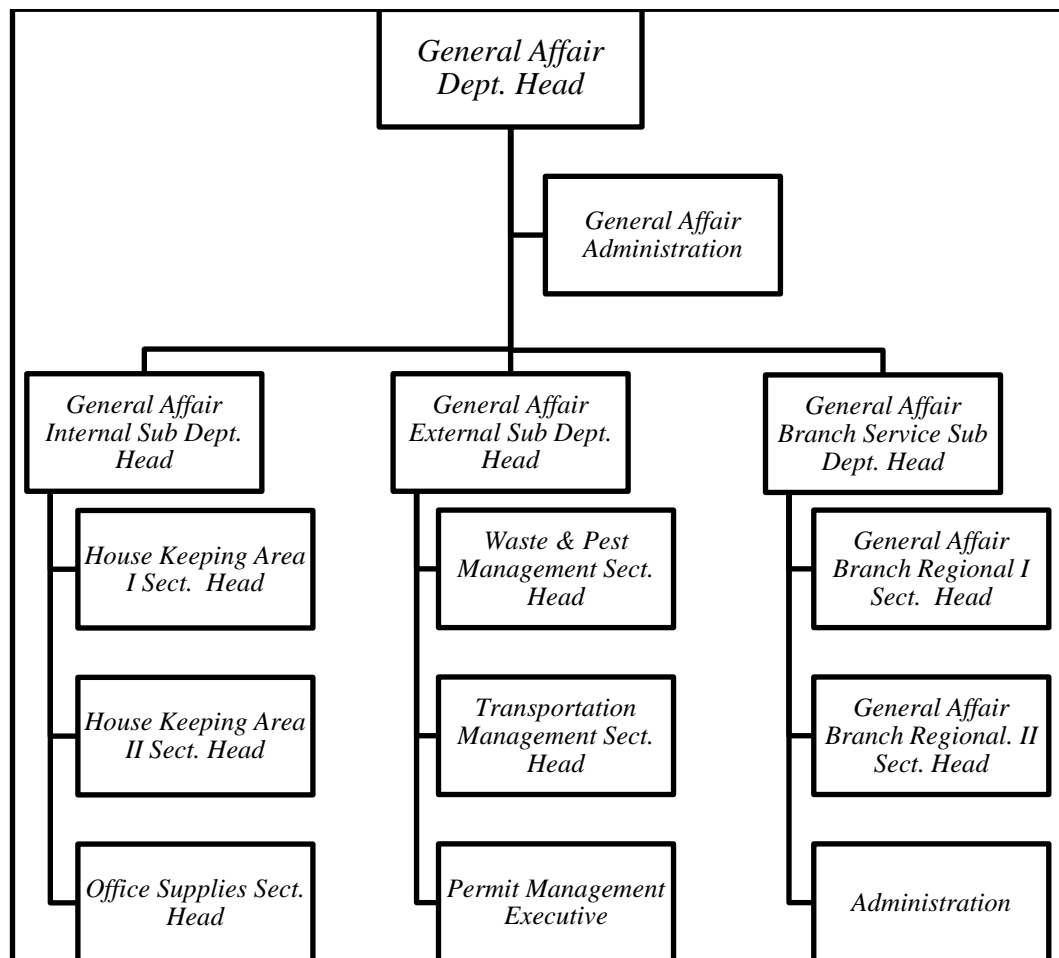 General Affair
Dept. Head
General Affair
Administration
General Affair
Internal Sub Dept.
Head
General Affair
External Sub Dept.
Head
General Affair
Branch Service Sub
Dept. Head
House Keeping Area
I Sect.  Head
Waste & Pest
Management Sect.
Head
General Affair
Branch Regional I
Sect.  Head
House Keeping Area
II Sect. Head
Transportation
Management Sect.
Head
General Affair
Branch Regional. II
Sect. Head
Office Supplies Sect.
Head
Permit Management
Executive
Administration